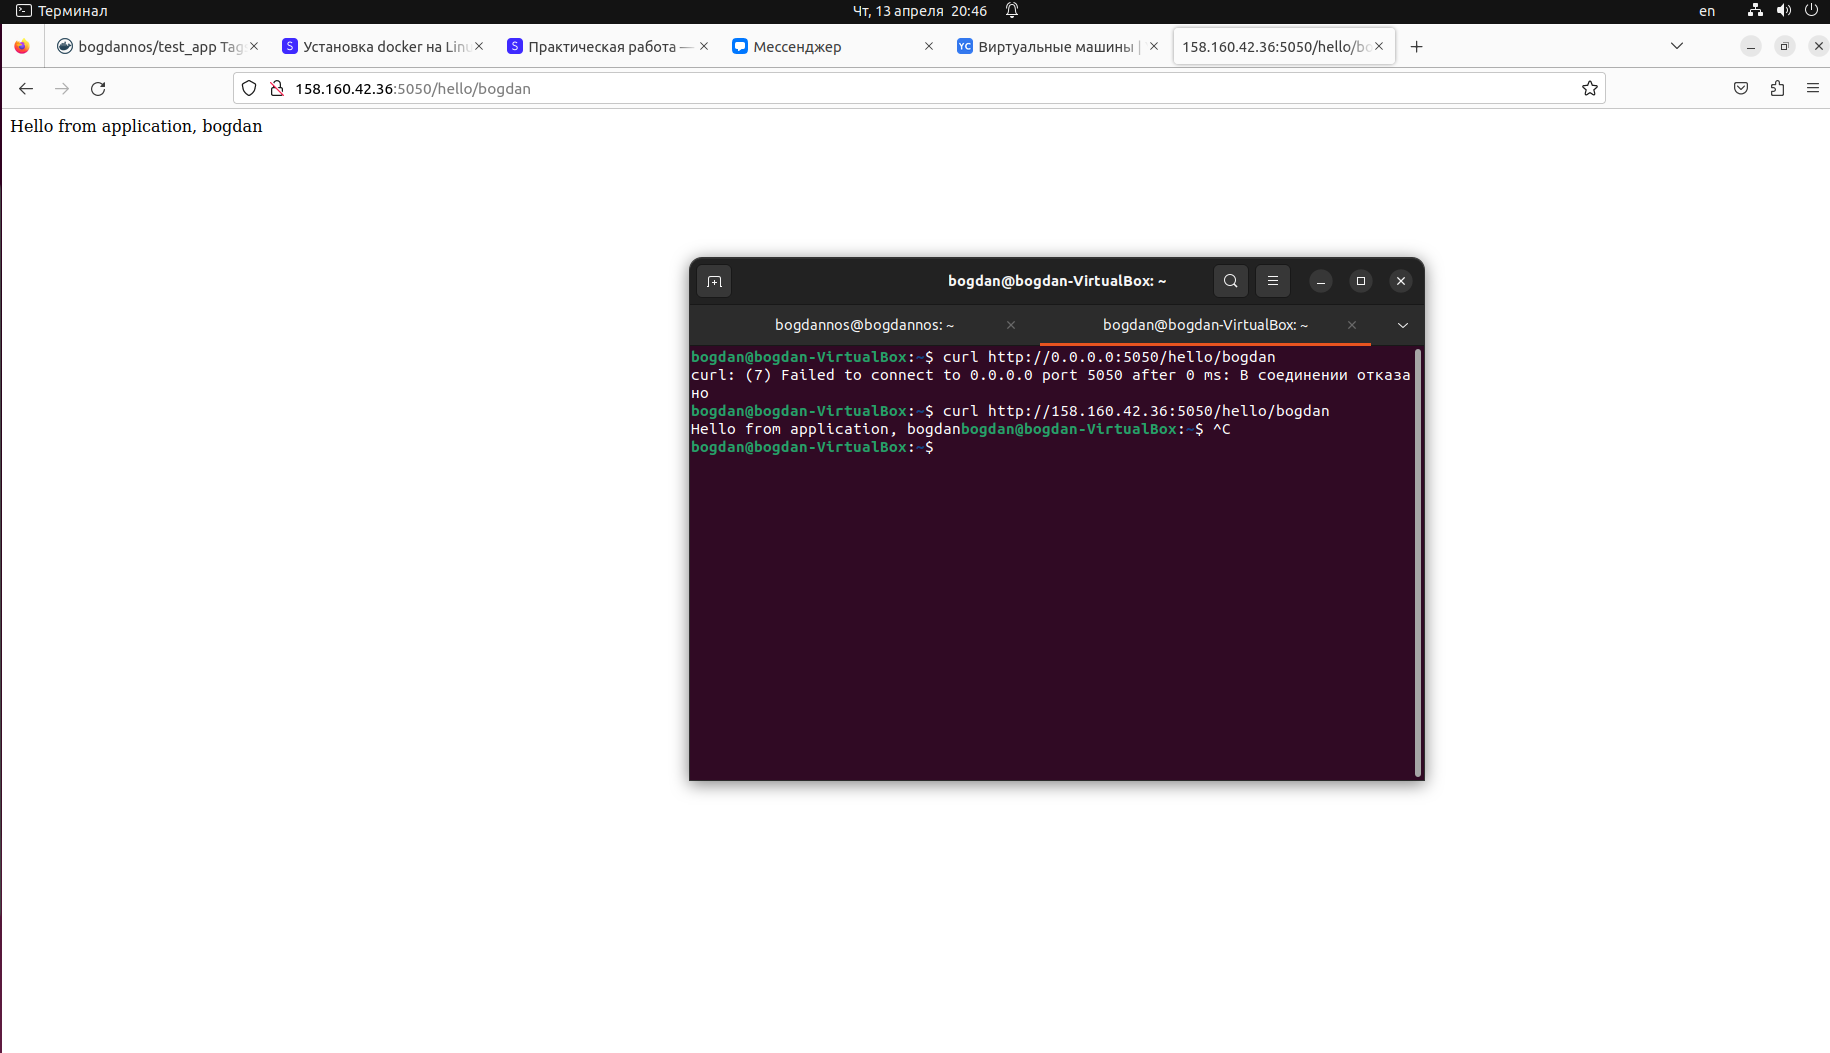 Терминал
Чт, 13 апреля 20:46
en
bogdannos/test_app Tag
Установка docker на Linu
Практическая работа —
Мессенджер
Виртуальные машины |
158.160.42.36:5050/hello/bo
158.160.42.36:5050/hello/bogdan
Hello from application, bogdan
bogdan@bogdan-VirtualBox: ~
bogdannos@bogdannos: ~
bogdan@bogdan-VirtualBox: ~
bogdan@bogdan-VirtualBox:~$ curl http://0.0.0.0:5050/hello/bogdan
curl: (7) Failed to connect to 0.0.0.0 port 5050 after 0 ms: В соединении отказа
но
bogdan@bogdan-VirtualBox:~$ curl http://158.160.42.36:5050/hello/bogdan
Hello from application, bogdanbogdan@bogdan-VirtualBox:~$ ^C
bogdan@bogdan-VirtualBox:~$